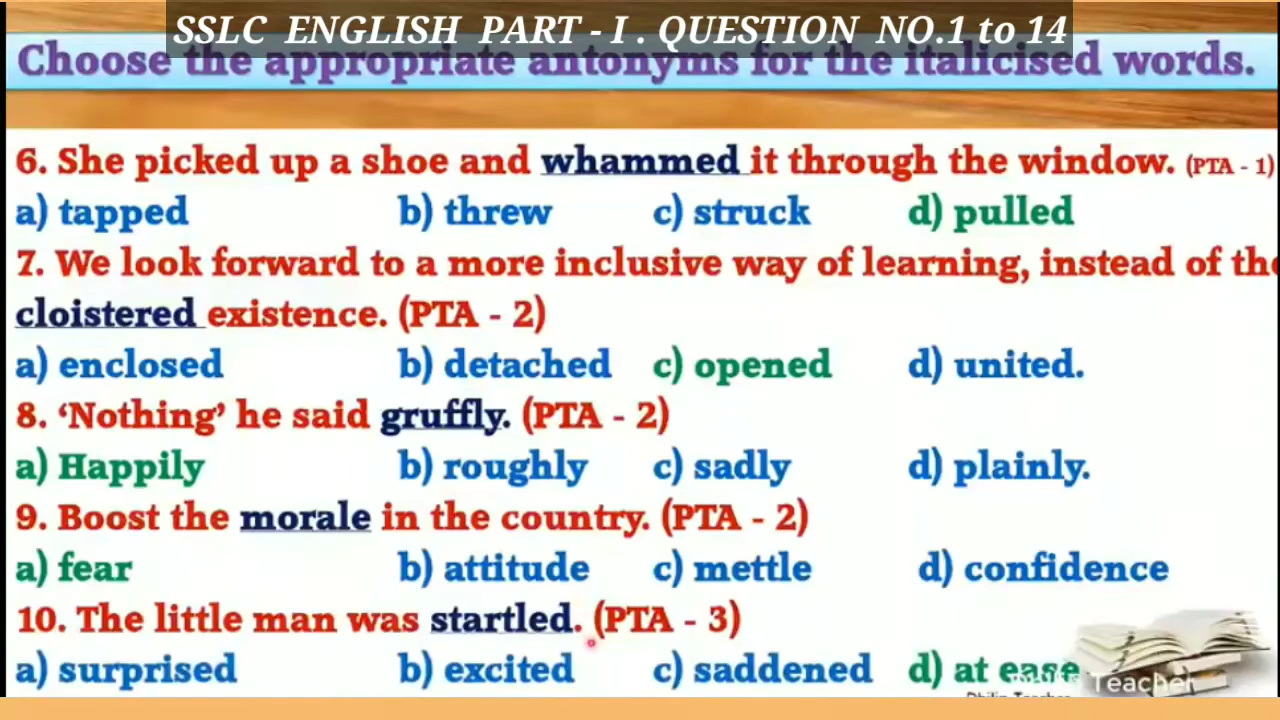 SSLC ENGLISH PART - I . QUESTION NO.1 to 14
Choose the appropriate antonyms for the italicised words.
6. She picked up a shoe and whammed it through the window. (PTA - 1)
a) tapped b) threw c) struck d) pulled
7. We look forward to a more inclusive way of learning, instead of the
cloistered existence. (PTA - 2)
a) enclosed b) detached c) opened d) united.
8. ‘Nothing’ he said gruffly. (PTA - 2)
a) Happily b) roughly c) sadly d) plainly.
9. Boost the morale in the country. (PTA - 2)
a) fear b) attitude c) mettle d) confidence
10. The little man was startled. (PTA - 3)
a) surprised b) excited c) saddened d) at ease
Teacher